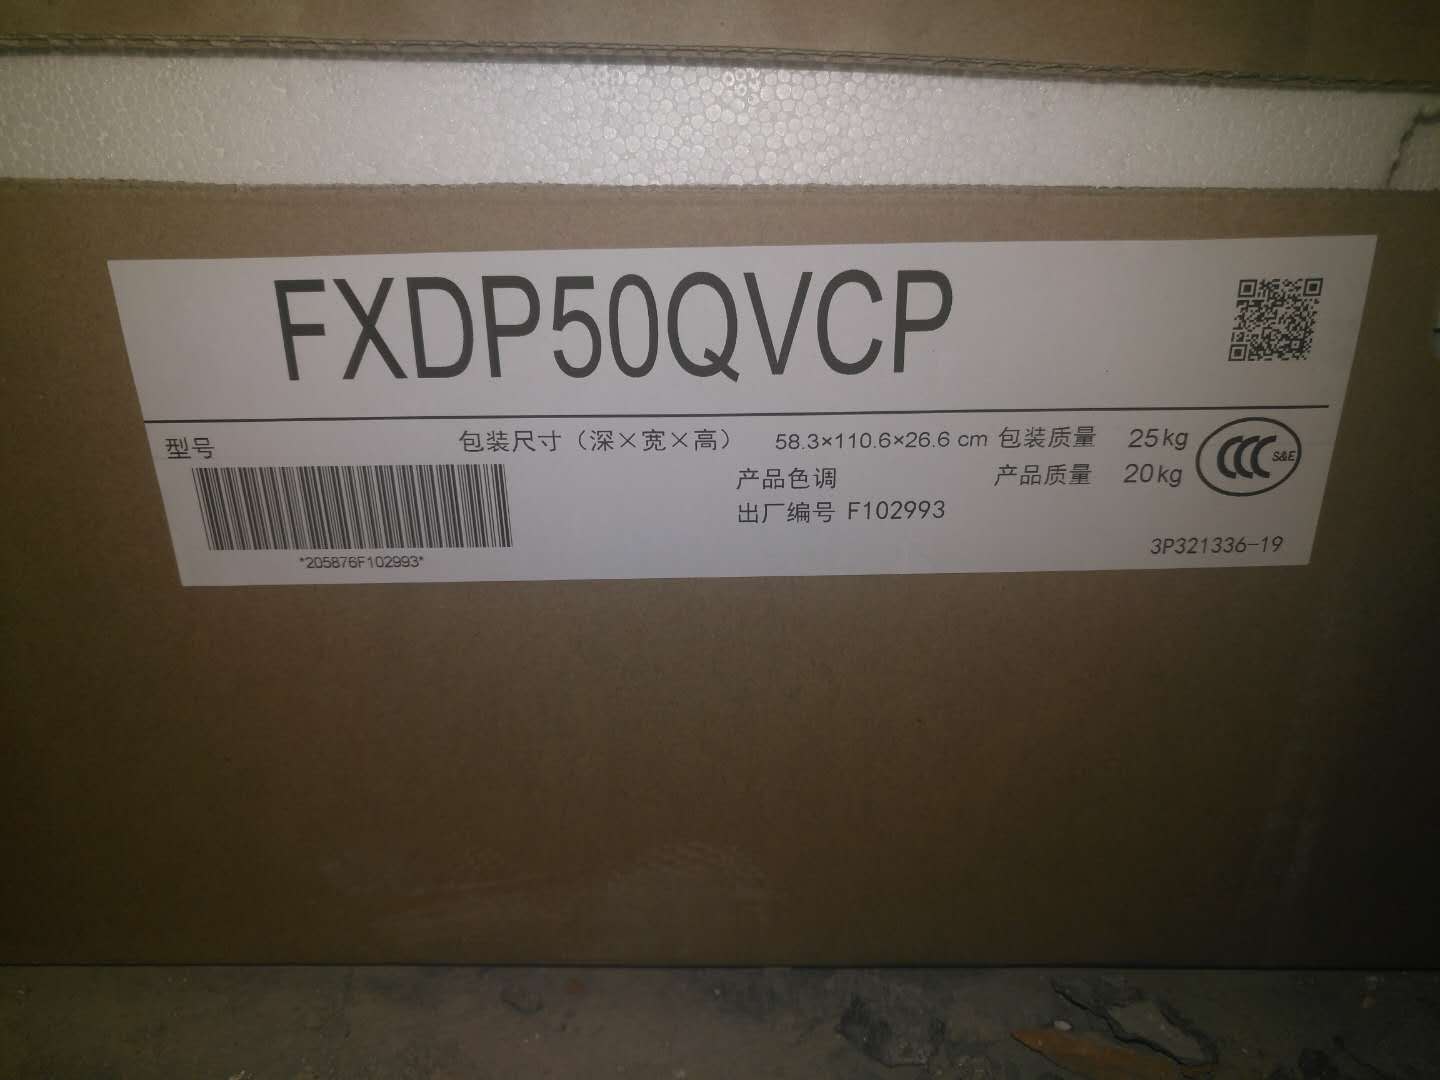 FXDP50QVCP
型号 包装尺寸（深×宽×高） 58.3×110.6×26.6 cm 包装质量 25kg
产品色调 产品质量 20kg
CCC S&E
出厂编号 F102993
3P321336-19
*205876F102993*